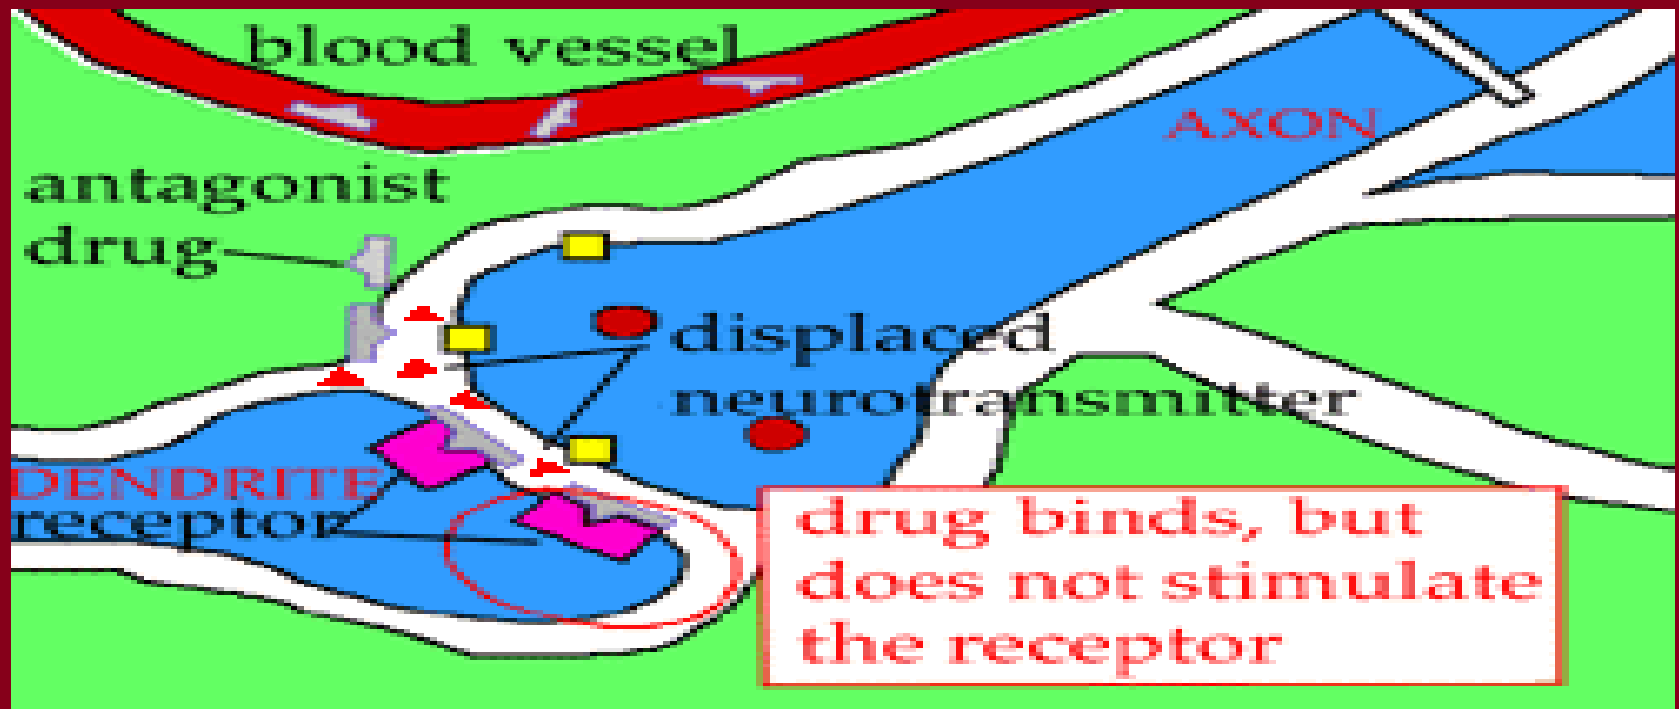 blood vessel
AXON
antagonist
drug
displaced
neurotransmitter
DENDRITE
receptor
drug binds, but
does not stimulate
the receptor